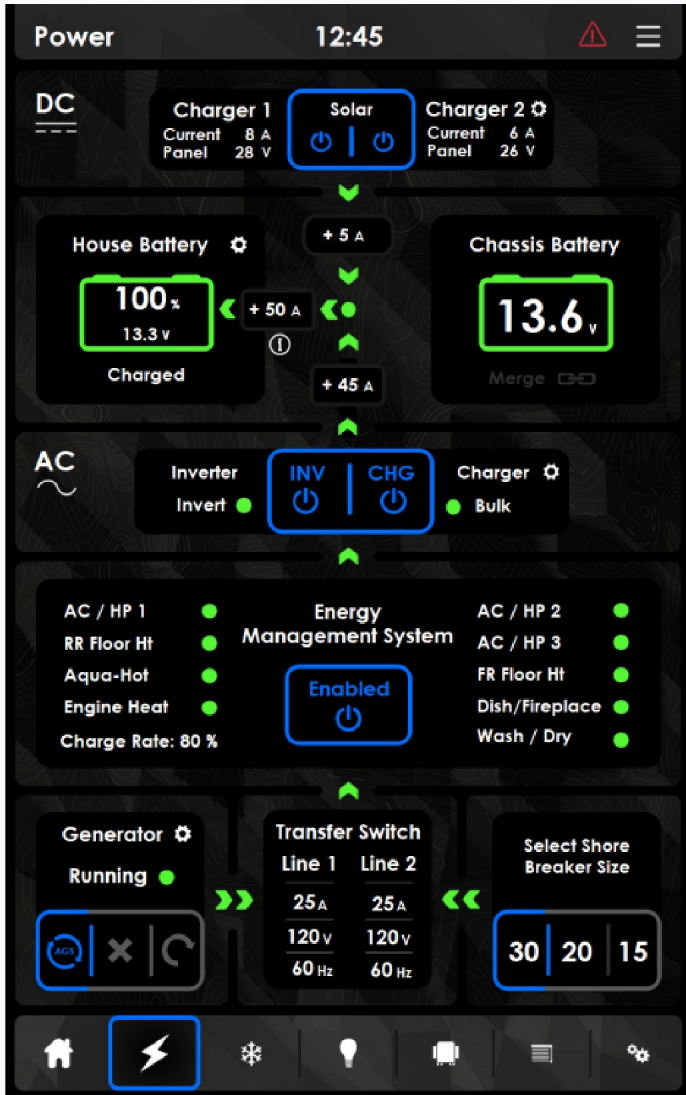 Power 12:45
DC
Charger 1
Current 8 A
Panel 28 V
Solar
Charger 2
Current 6 A
Panel 26 V
+ 5 A
House Battery
100 %
13.3 V
Charged
+ 50 A
+ 45 A
Chassis Battery
13.6 V
Merge
AC
Inverter
Invert
INV CHG
Charger
Bulk
AC / HP 1
RR Floor Ht
Aqua-Hot
Engine Heat
Charge Rate: 80 %
Energy
Management System
Enabled
AC / HP 2
AC / HP 3
FR Floor Ht
Dish/Fireplace
Wash / Dry
Generator
Running
AGS
Transfer Switch
Line 1 Line 2
25 A 25 A
120 V 120 V
60 Hz 60 Hz
Select Shore
Breaker Size
30 20 15